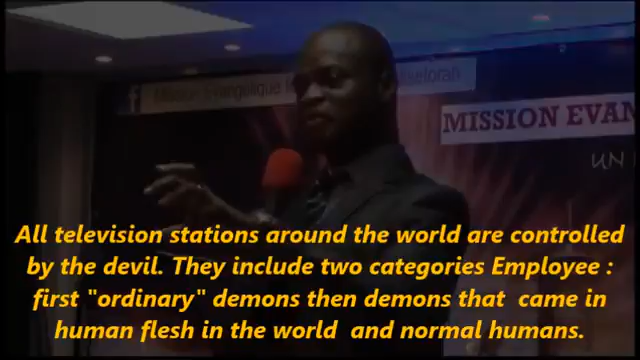 MISSION EVAN
UN
All television stations around the world are controlled
by the devil. They include two categories Employee :
first "ordinary" demons then demons that came in
human flesh in the world and normal humans.